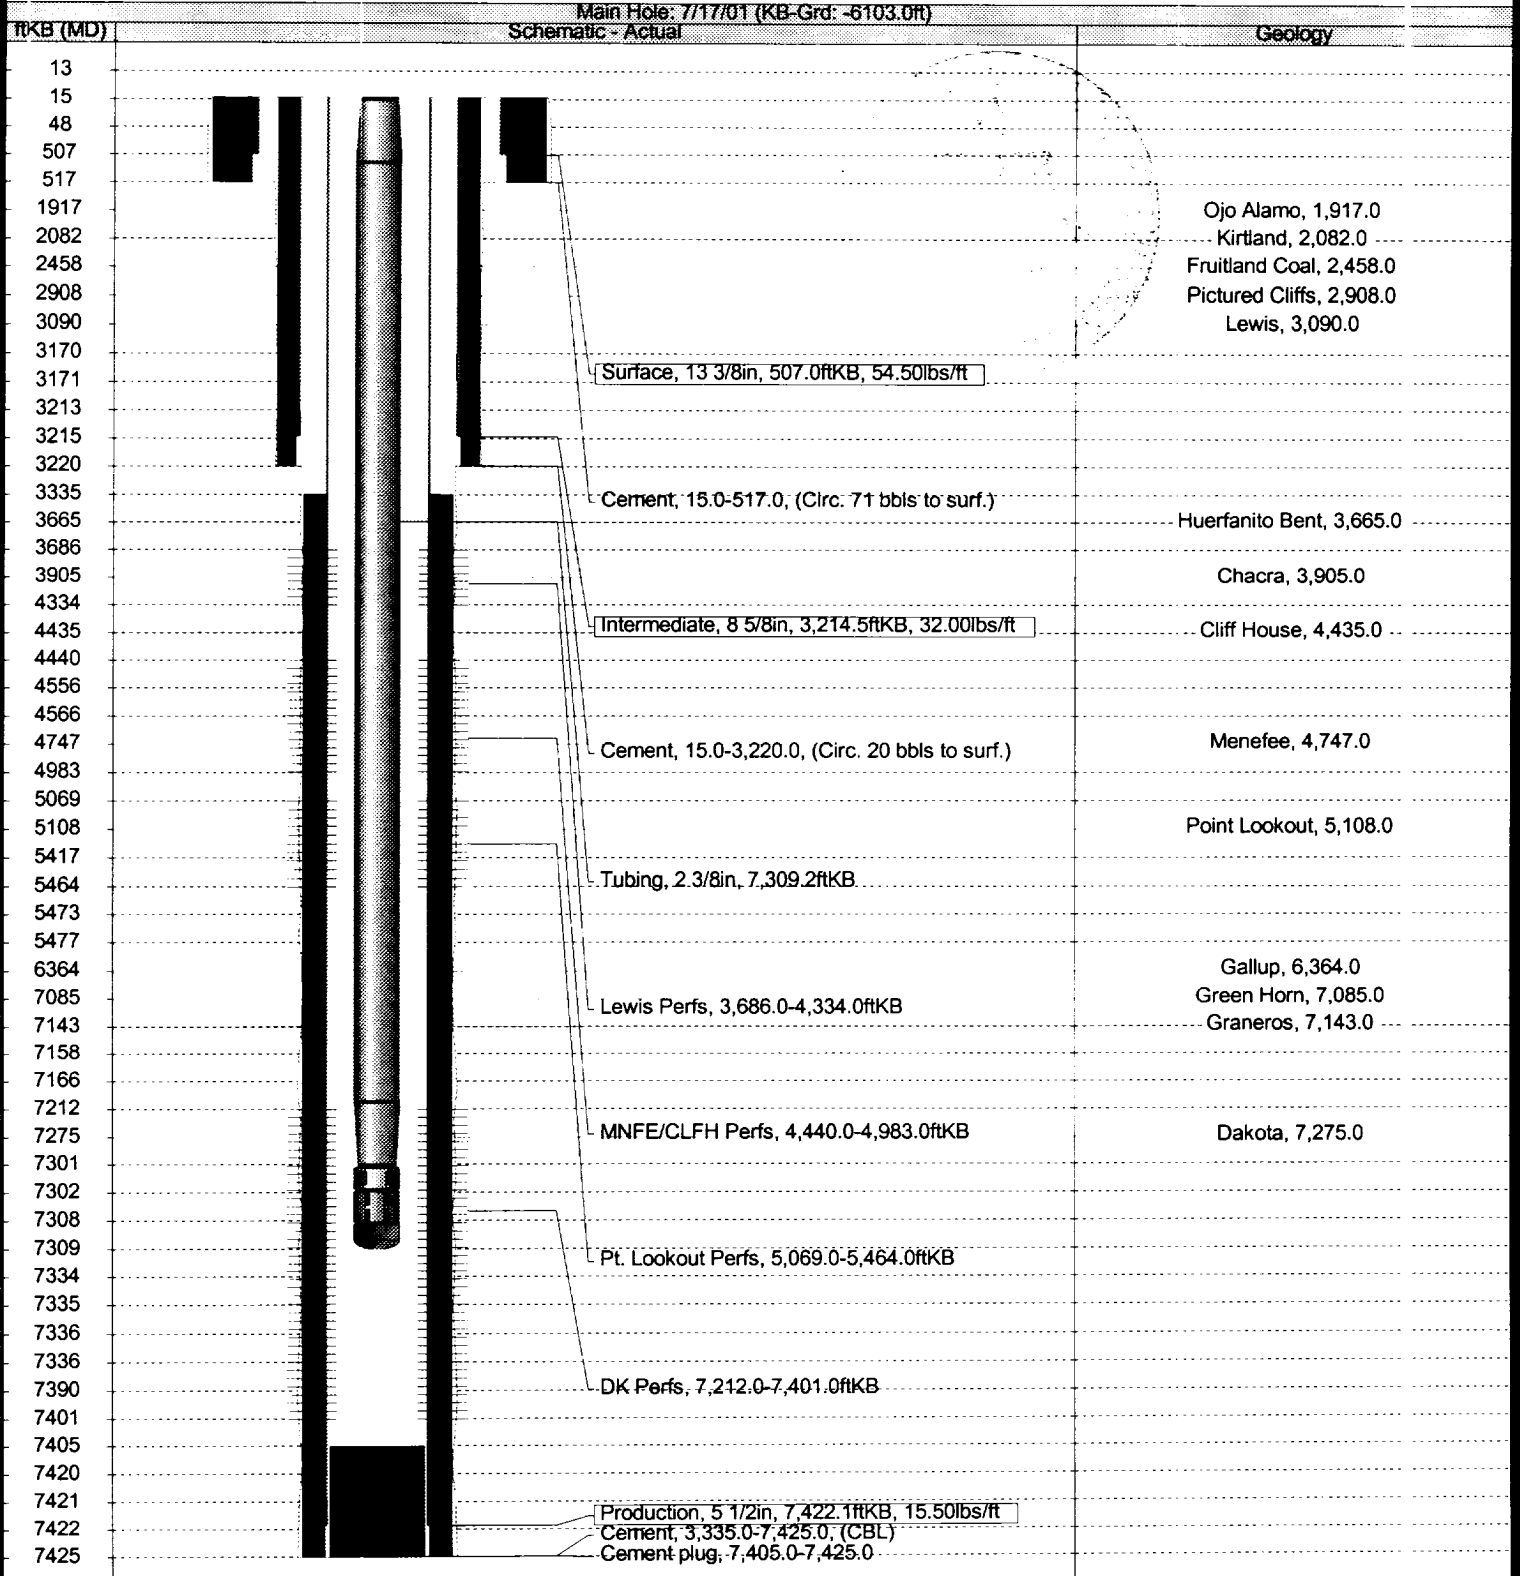 Main Hole: 7/17/01 (KB-Grd: -6103.0ft)
ftKB (MD)
Schematic - Actual
Geology
13
15
48
507
517
1917
Ojo Alamo, 1,917.0
2082
Kirtland, 2,082.0
2458
Fruitland Coal, 2,458.0
2908
Pictured Cliffs, 2,908.0
3090
Lewis, 3,090.0
3170
Surface, 13 3/8in, 507.0ftKB, 54.50lbs/ft
3171
3213
3215
3220
3335
Cement, 15.0-517.0, (Circ. 71 bbls to surf.)
3665
Huerfanito Bent, 3,665.0
3686
3905
Chacra, 3,905.0
4334
Intermediate, 8 5/8in, 3,214.5ftKB, 32.00lbs/ft
4435
Cliff House, 4,435.0
4440
4556
4566
4747
Cement, 15.0-3,220.0, (Circ. 20 bbls to surf.)
Menefee, 4,747.0
4983
5069
5108
Point Lookout, 5,108.0
5417
5464
Tubing, 2 3/8in, 7,309.2ftKB
5473
5477
6364
Gallup, 6,364.0
7085
Lewis Perfs, 3,686.0-4,334.0ftKB
Green Horn, 7,085.0
7143
Graneros, 7,143.0
7158
7166
7212
7275
MNFE/CLFH Perfs, 4,440.0-4,983.0ftKB
Dakota, 7,275.0
7301
7302
7308
7309
Pt. Lookout Perfs, 5,069.0-5,464.0ftKB
7334
7335
7336
7336
7390
DK Perfs, 7,212.0-7,401.0ftKB
7401
7405
7420
7421
Production, 5 1/2in, 7,422.1ftKB, 15.50lbs/ft
7422
Cement, 3,335.0-7,425.0, (CBL)
7425
Cement plug, 7,405.0-7,425.0